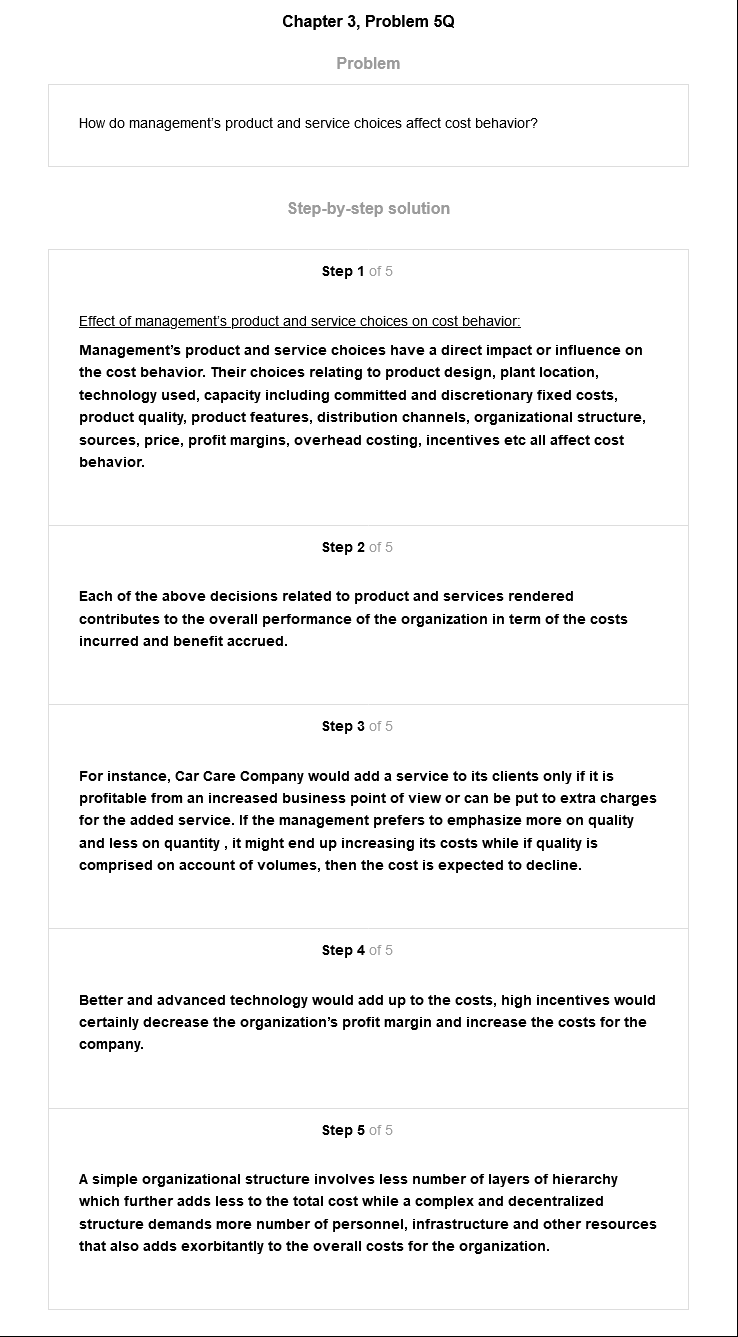 Chapter 3, Problem 5Q
Problem
How do management's product and service choices affect cost behavior?
Step-by-step solution
Step 1 of 5
Effect of management's product and service choices on cost behavior:
Management's product and service choices have a direct impact or influence on
the cost behavior. Their choices relating to product design, plant location,
technology used, capacity including committed and discretionary fixed costs,
product quality, product features, distribution channels, organizational structure,
sources, price, profit margins, overhead costing, incentives etc all affect cost
behavior.
Step 2 of 5
Each of the above decisions related to product and services rendered
contributes to the overall performance of the organization in term of the costs
incurred and benefit accrued.
Step 3 of 5
For instance, Car Care Company would add a service to its clients only if it is
profitable from an increased business point of view or can be put to extra charges
for the added service. If the management prefers to emphasize more on quality
and less on quantity , it might end up increasing its costs while if quality is
comprised on account of volumes, then the cost is expected to decline.
Step 4 of 5
Better and advanced technology would add up to the costs, high incentives would
certainly decrease the organization's profit margin and increase the costs for the
company.
Step 5 of 5
A simple organizational structure involves less number of layers of hierarchy
which further adds less to the total cost while a complex and decentralized
structure demands more number of personnel, infrastructure and other resources
that also adds exorbitantly to the overall costs for the organization.